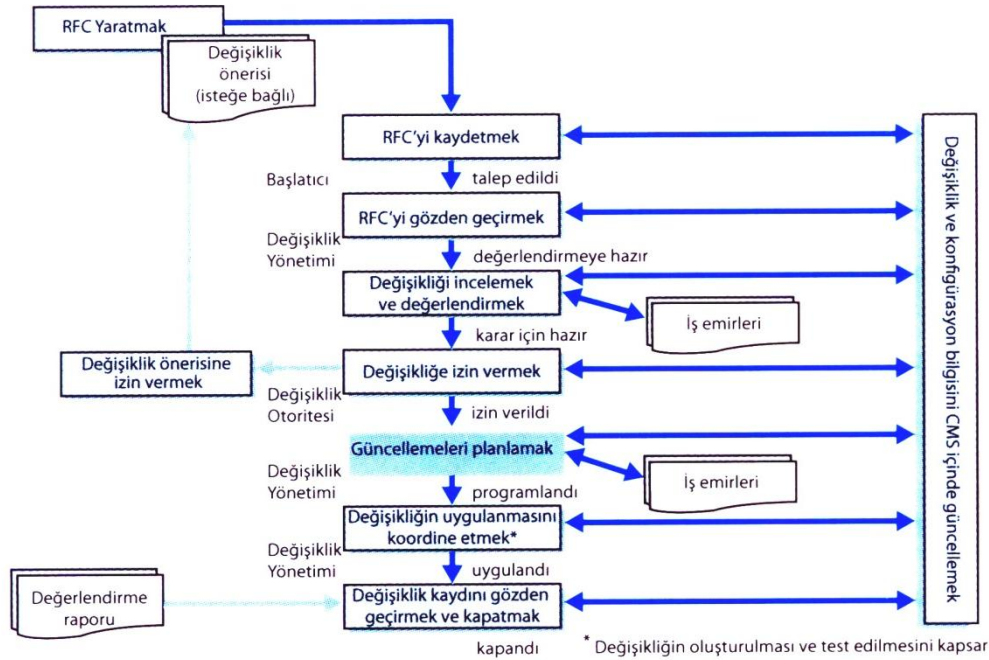 RFC Yaratmak
Değişiklik
önerisi
(isteğe bağlı)
RFC'yi kaydetmek
Başlatıcı
talep edildi
RFC'yi gözden geçirmek
Değişiklik
Yönetimi
değerlendirmeye hazır
Değişikliği incelemek
ve değerlendirmek
İş emirleri
karar için hazır
Değişiklik önerisine
izin vermek
Değişikliğe izin vermek
Değişiklik
Otoritesi
izin verildi
Güncellemeleri planlamak
İş emirleri
Değişiklik
Yönetimi
programlandı
Değişikliğin uygulanmasını
koordine etmek*
Değişiklik
Yönetimi
uygulandı
Değerlendirme
raporu
Değişiklik kaydını gözden
geçirmek ve kapatmak
kapandı
* Değişikliğin oluşturulması ve test edilmesini kapsar
Değişiklik ve konfigürasyon bilgisini CMS içinde güncellemek